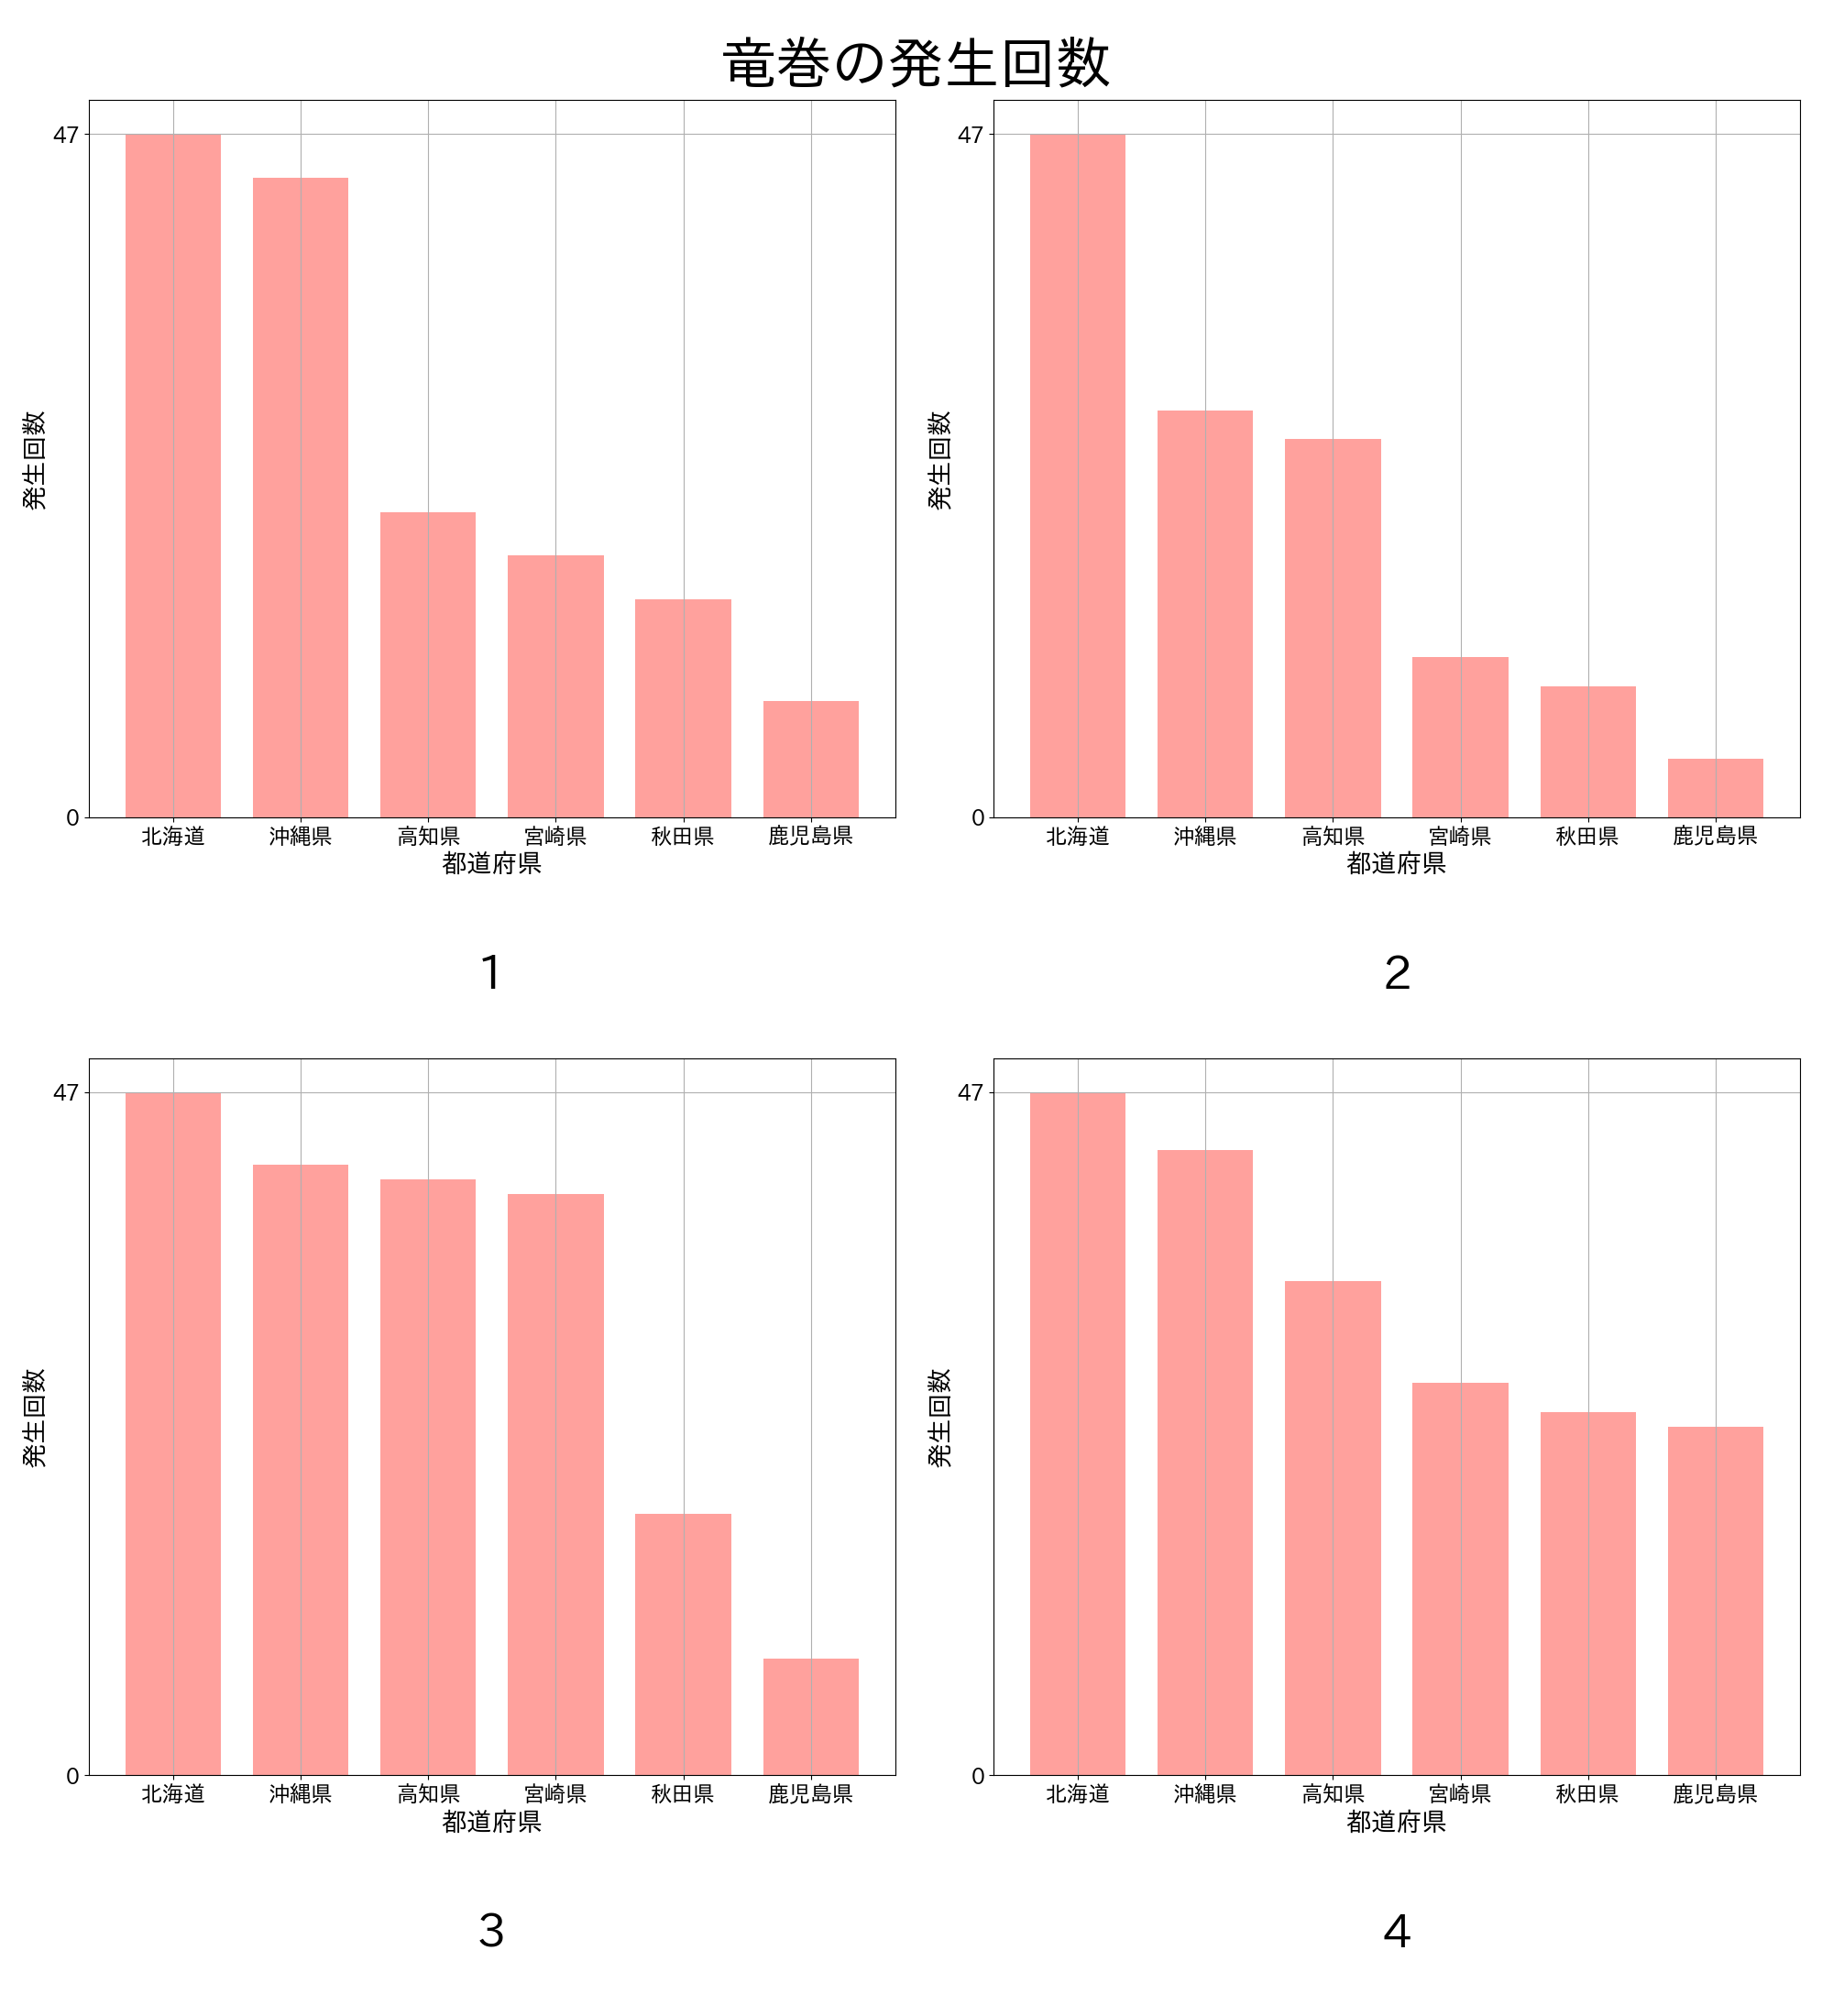 竜巻の発生回数
47
発生回数
0
北海道 沖縄県 高知県 宮崎県 秋田県 鹿児島県
都道府県
1
47
発生回数
0
北海道 沖縄県 高知県 宮崎県 秋田県 鹿児島県
都道府県
2
47
発生回数
0
北海道 沖縄県 高知県 宮崎県 秋田県 鹿児島県
都道府県
3
47
発生回数
0
北海道 沖縄県 高知県 宮崎県 秋田県 鹿児島県
都道府県
4